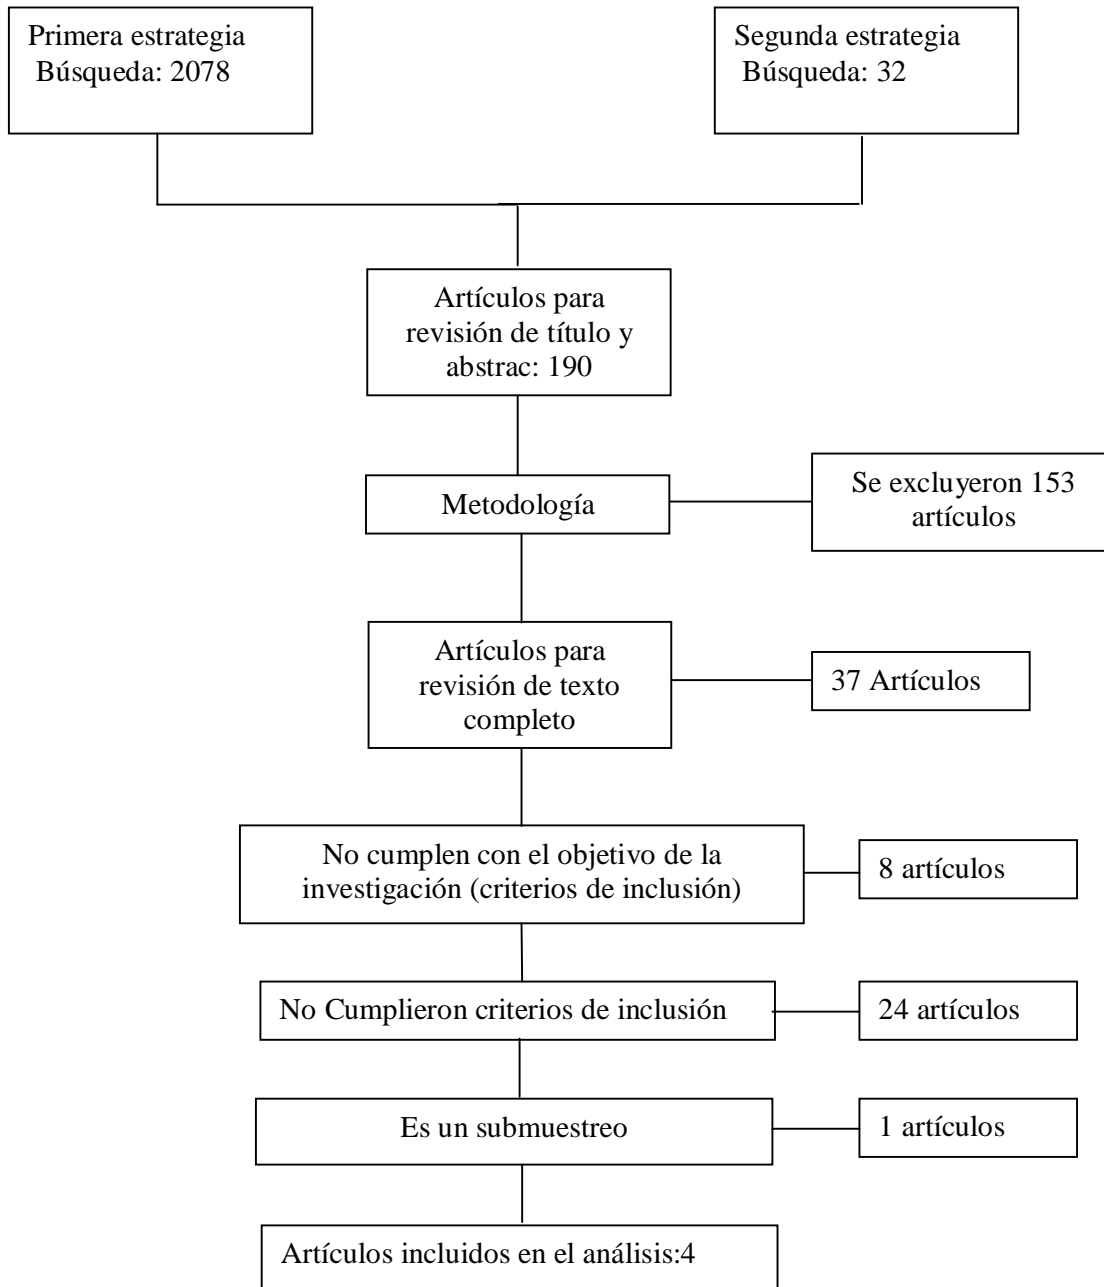 Primera estrategia
Búsqueda: 2078
Segunda estrategia
Búsqueda: 32
Artículos para
revisión de título y
abstrac: 190
Metodología
Se excluyeron 153
artículos
Artículos para
revisión de texto
completo
37 Artículos
No cumplen con el objetivo de la
investigación (criterios de inclusión)
8 artículos
No Cumplieron criterios de inclusión
24 artículos
Es un submuestreo
1 artículos
Artículos incluidos en el análisis:4